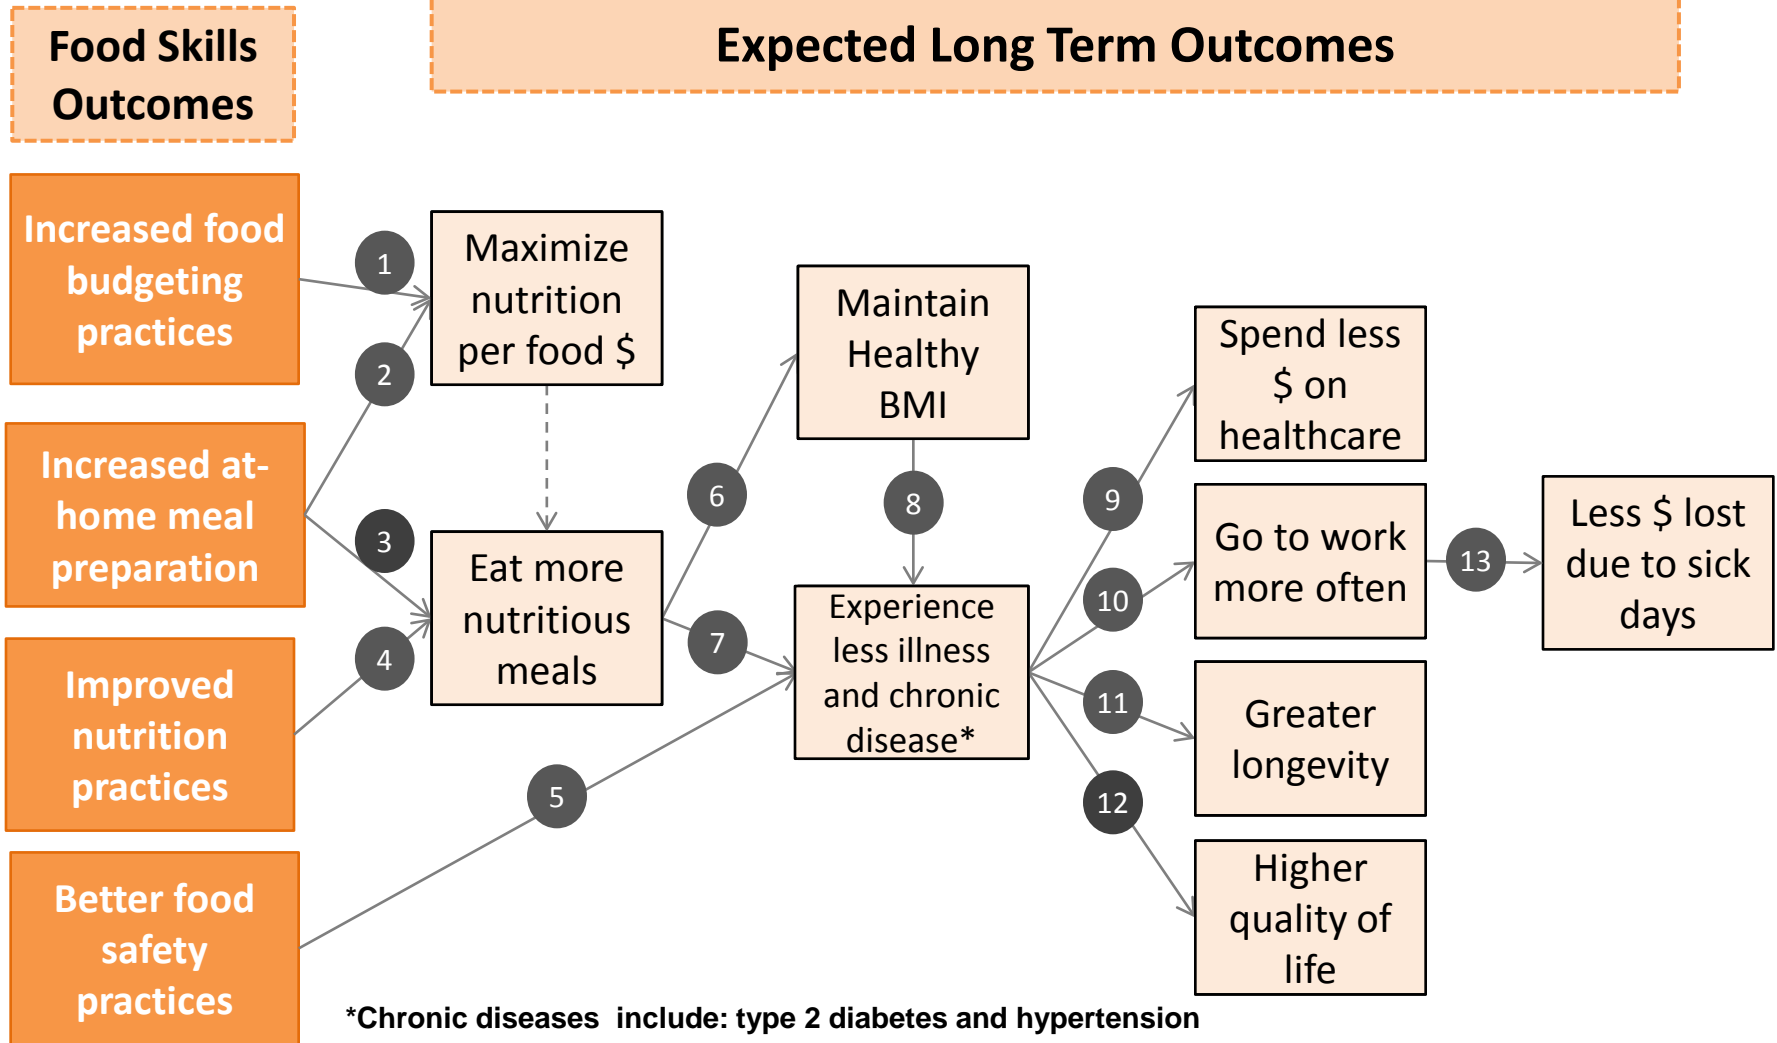 Food Skills
Outcomes
Expected Long Term Outcomes
Increased food
budgeting
practices
Increased at-
home meal
preparation
Improved
nutrition
practices
Better food
safety
practices
1
2
3
4
5
Maximize
nutrition
per food $
Eat more
nutritious
meals
6
7
Maintain
Healthy
BMI
8
Experience
less illness
and chronic
disease*
9
10
11
12
Spend less
$ on
healthcare
Go to work
more often
Greater
longevity
Higher
quality of
life
13
Less $ lost
due to sick
days
*Chronic diseases  include: type 2 diabetes and hypertension